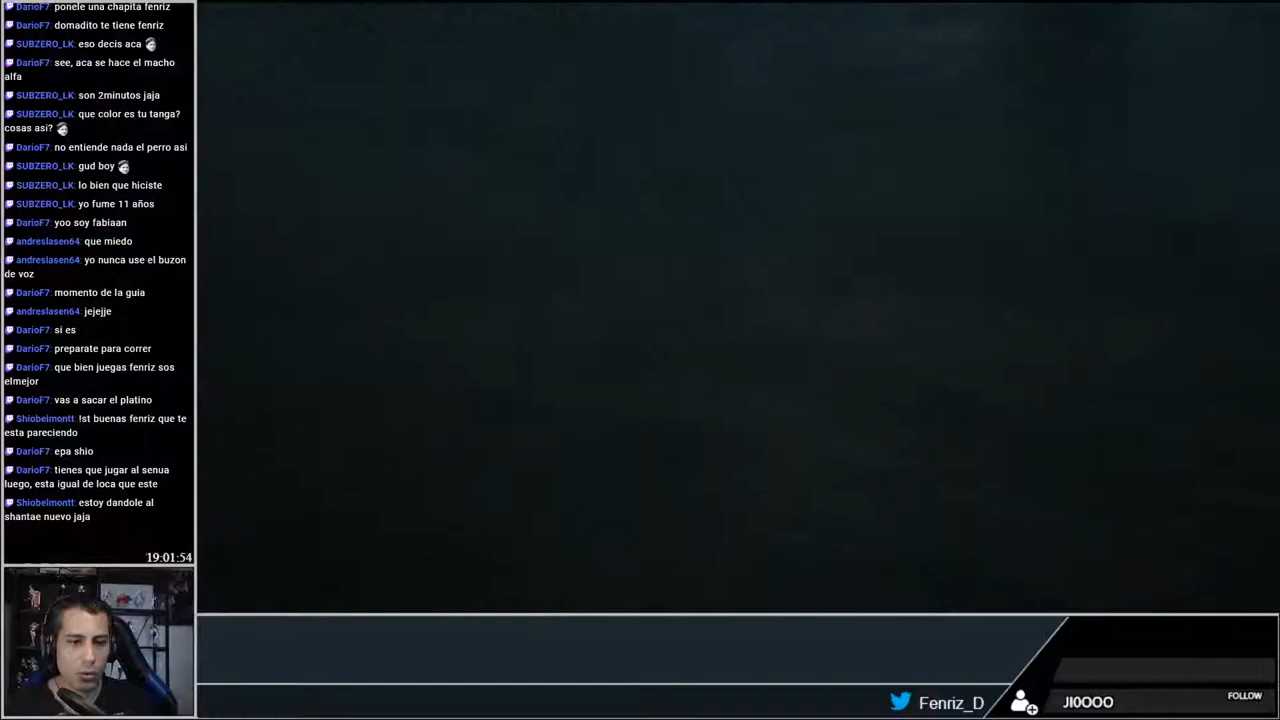 DarioF7: ponele una chapita fenriz
DarioF7: domadito te tiene fenriz
SUBZERO_LK: eso decis aca
DarioF7: see, aca se hace el macho
alfa
SUBZERO_LK: son 2minutos jaja
SUBZERO_LK: que color es tu tanga?
cosas asi?
DarioF7: no entiende nada el perro asi
SUBZERO_LK: gud boy
SUBZERO_LK: lo bien que hiciste
SUBZERO_LK: yo fume 11 años
DarioF7: yoo soy fabiaan
andreslasen64: que miedo
andreslasen64: yo nunca use el buzon
de voz
DarioF7: momento de la guia
andreslasen64: jejejje
DarioF7: si es
DarioF7: preparate para correr
DarioF7: que bien juegas fenriz sos
elmejor
DarioF7: vas a sacar el platino
Shiobelmontt: !st buenas fenriz que te
esta pareciendo
DarioF7: epa shio
DarioF7: tienes que jugar al senua
luego, esta igual de loca que este
Shiobelmontt: estoy dandole al
shantae nuevo jaja
19:01:54
Fenriz_D
JI0OOO
FOLLOW